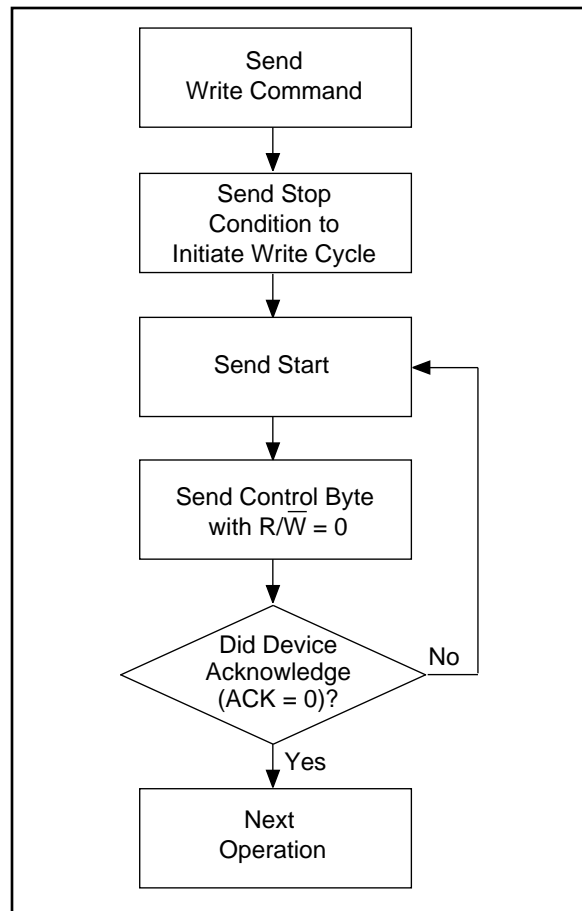 Send
Write Command
Send Stop
Condition to
Initiate Write Cycle
Send Start
Send Control Byte
with R/W̅ = 0
Did Device
Acknowledge
(ACK = 0)?
No
Yes
Next
Operation